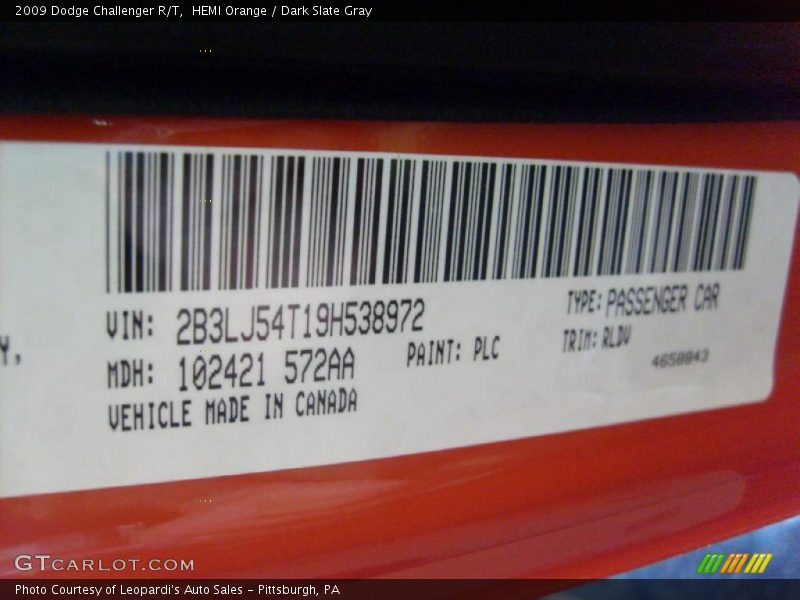 2009 Dodge Challenger R/T,  HEMI Orange / Dark Slate Gray
Y,
VIN: 2B3LJ54T19H538972
TYPE: PASSENGER CAR
MDH: 102421 572AA
PAINT: PLC
TRIM: RLDV
4650843
VEHICLE MADE IN CANADA
GTCARLOT.COM
Photo Courtesy of Leopardi's Auto Sales - Pittsburgh, PA